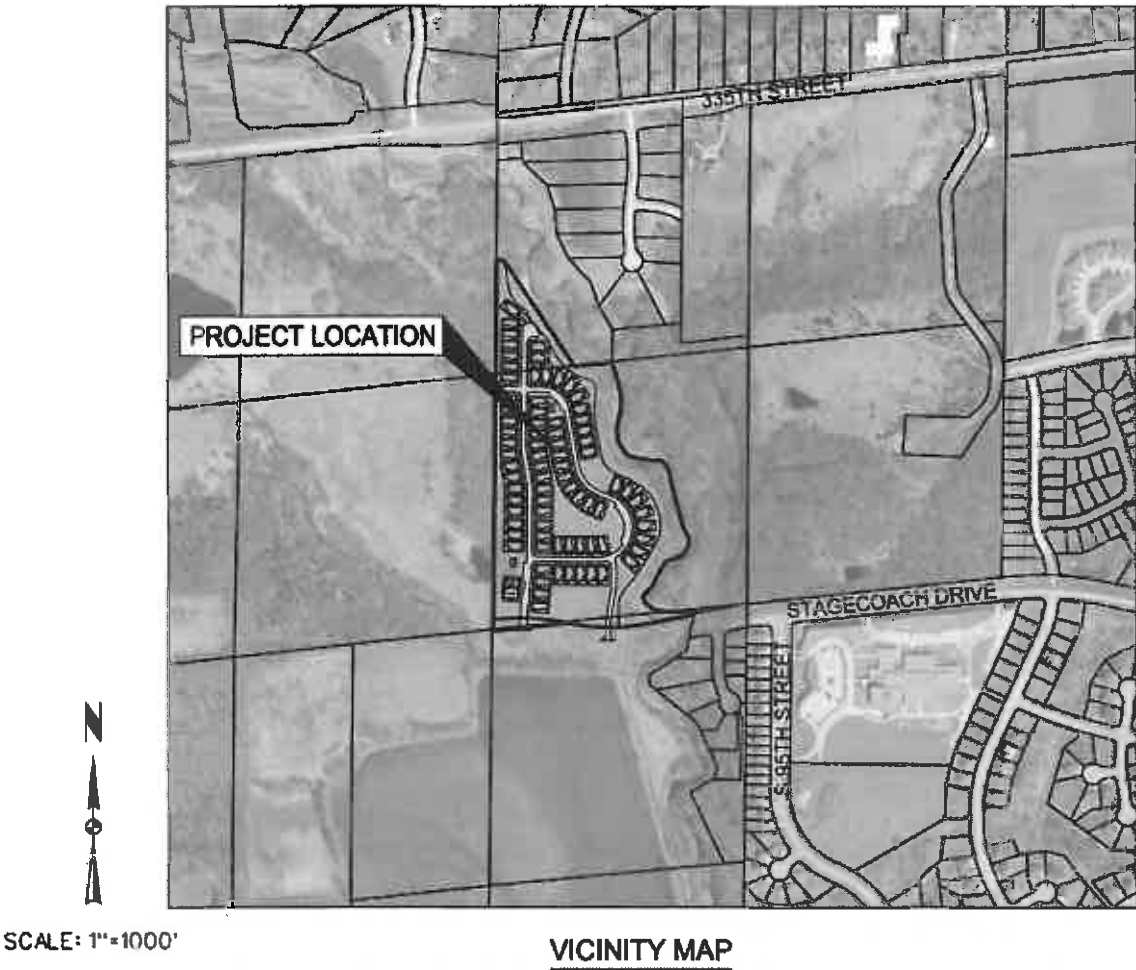 335TH STREET
PROJECT LOCATION
STAGECOACH DRIVE
S 95TH STREET
N
SCALE: 1"=1000'
VICINITY MAP